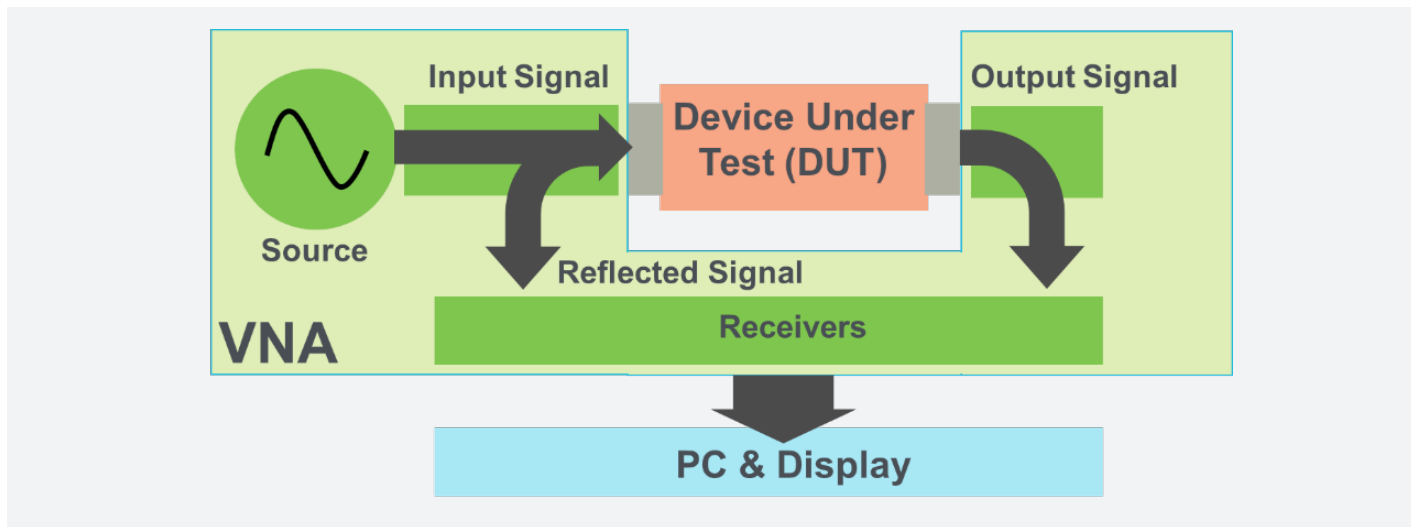 Input Signal
Output Signal
Device Under
Test (DUT)
Source
Reflected Signal
VNA
Receivers
PC & Display